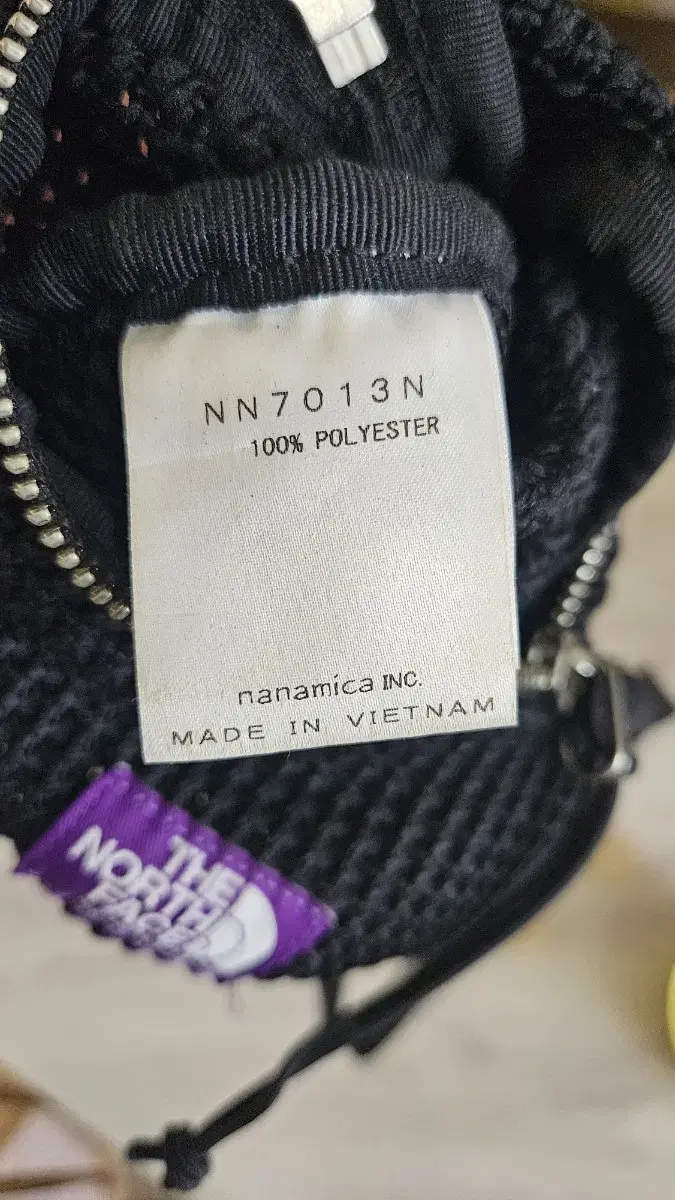 NN7013N
100% POLYESTER
nanamica INC.
MADE IN VIETNAM
THE
NORTH
FACE